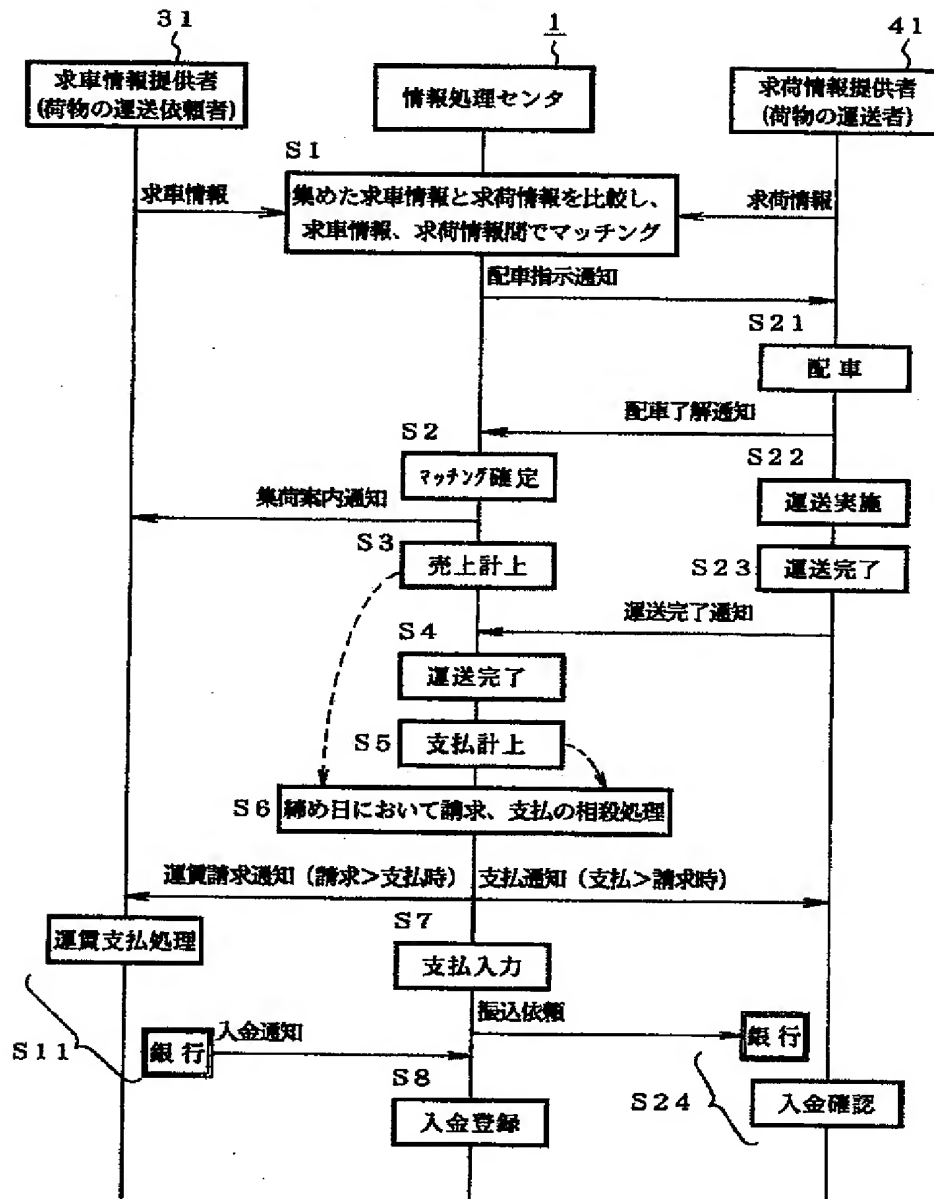 31
1
41
求車情報提供者
(荷物の運送依頼者)
情報処理センタ
求荷情報提供者
(荷物の運送者)
S1
求車情報
集めた求車情報と求荷情報を比較し、
求車情報、求荷情報間でマッチング
求荷情報
配車指示通知
S21
配車
配車了解通知
S2
S22
マッチング確定
集荷案内通知
運送実施
S3
売上計上
S23
運送完了
運送完了通知
S4
運送完了
S5
支払計上
S6
締め日において請求、支払の相殺処理
運賃請求通知(請求>支払時)
支払通知(支払>請求時)
S7
運賃支払処理
支払入力
振込依頼
S11
銀行
入金通知
銀行
S8
S24
入金登録
入金確認